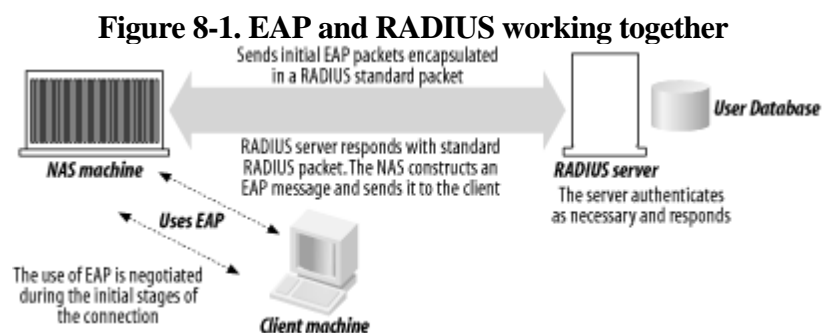 Figure 8-1. EAP and RADIUS working together
Sends initial EAP packets encapsulated
in a RADIUS standard packet
User Database
NAS machine
RADIUS server responds with standard
RADIUS packet. The NAS constructs an
EAP message and sends it to the client
RADIUS server
The server authenticates
as necessary and responds
Uses EAP
The use of EAP is negotiated
during the initial stages of
the connection
Client machine